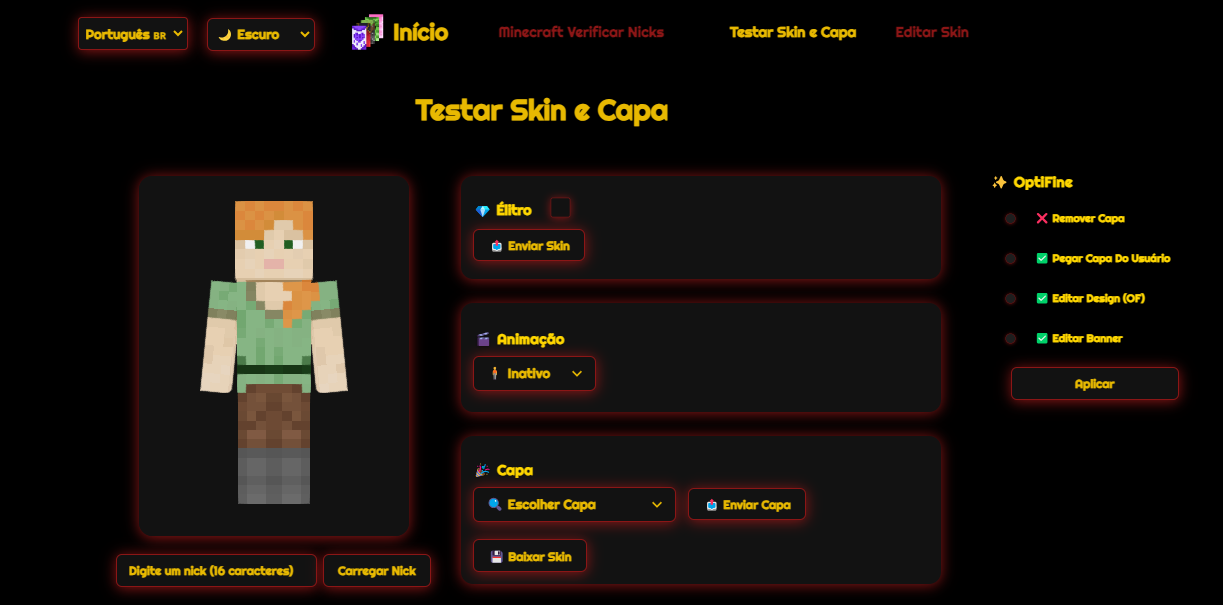 Português BR
Escuro
Início
Minecraft Verificar Nicks
Testar Skin e Capa
Editar Skin
Testar Skin e Capa
Élitro
Enviar Skin
Animação
Inativo
Capa
Escolher Capa
Enviar Capa
Baixar Skin
Digite um nick (16 caracteres)
Carregar Nick
OptiFine
Remover Capa
Pegar Capa Do Usuário
Editar Design (OF)
Editar Banner
Aplicar